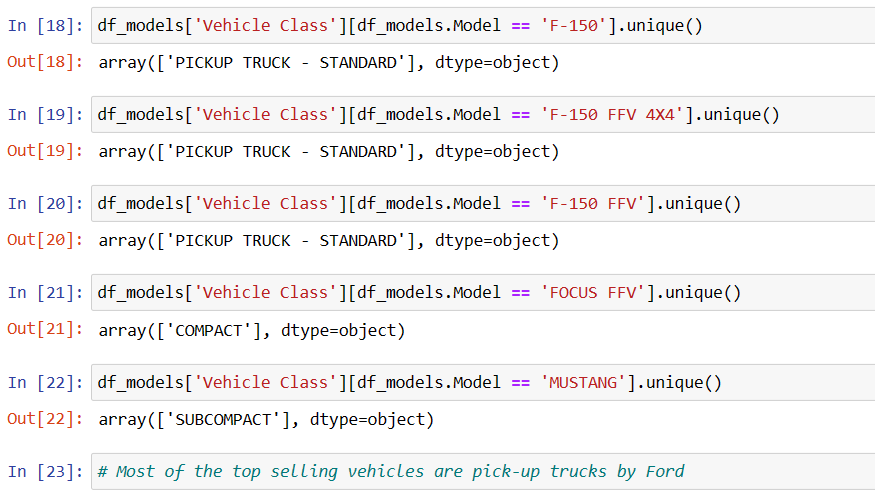 In [18]: df_models['Vehicle Class'][df_models.Model == 'F-150'].unique()
Out[18]: array(['PICKUP TRUCK - STANDARD'], dtype=object)
In [19]: df_models['Vehicle Class'][df_models.Model == 'F-150 FFV 4X4'].unique()
Out[19]: array(['PICKUP TRUCK - STANDARD'], dtype=object)
In [20]: df_models['Vehicle Class'][df_models.Model == 'F-150 FFV'].unique()
Out[20]: array(['PICKUP TRUCK - STANDARD'], dtype=object)
In [21]: df_models['Vehicle Class'][df_models.Model == 'FOCUS FFV'].unique()
Out[21]: array(['COMPACT'], dtype=object)
In [22]: df_models['Vehicle Class'][df_models.Model == 'MUSTANG'].unique()
Out[22]: array(['SUBCOMPACT'], dtype=object)
In [23]: # Most of the top selling vehicles are pick-up trucks by Ford